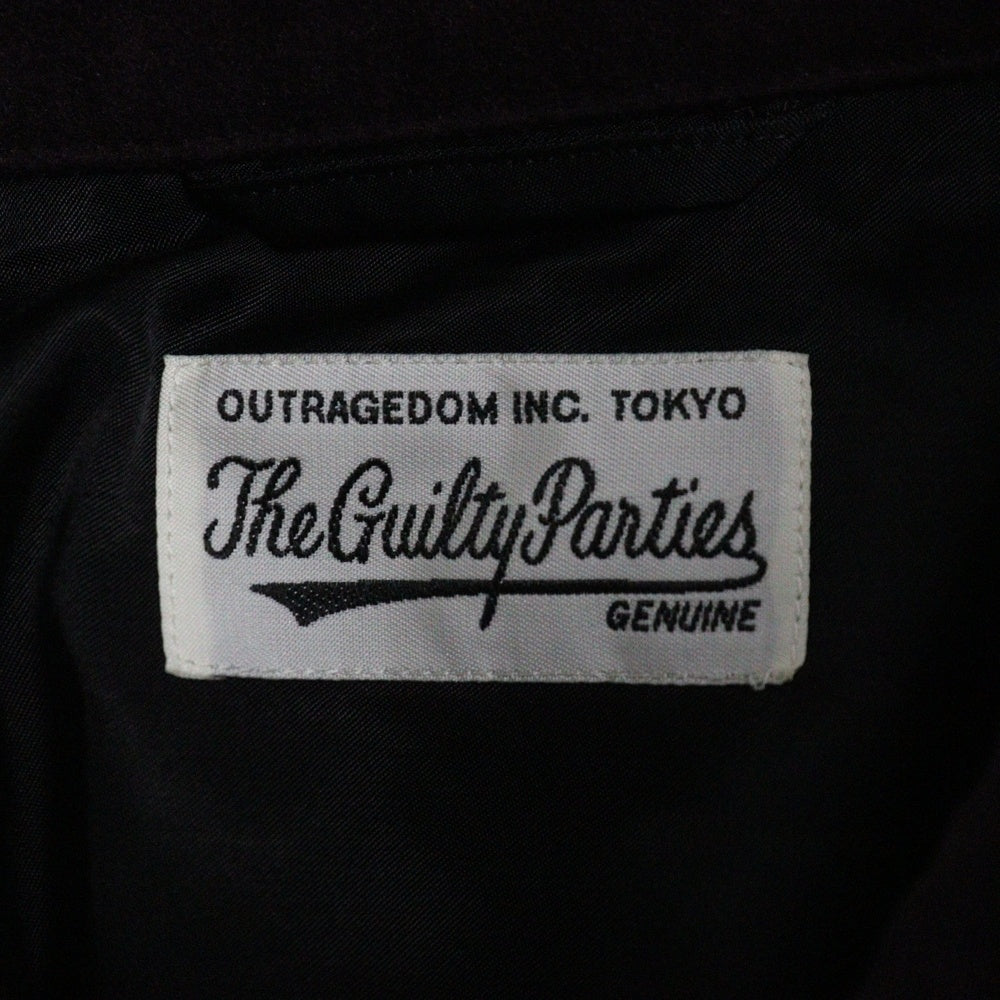 OUTRAGEDOM INC. TOKYO
The Guilty Parties
GENUINE